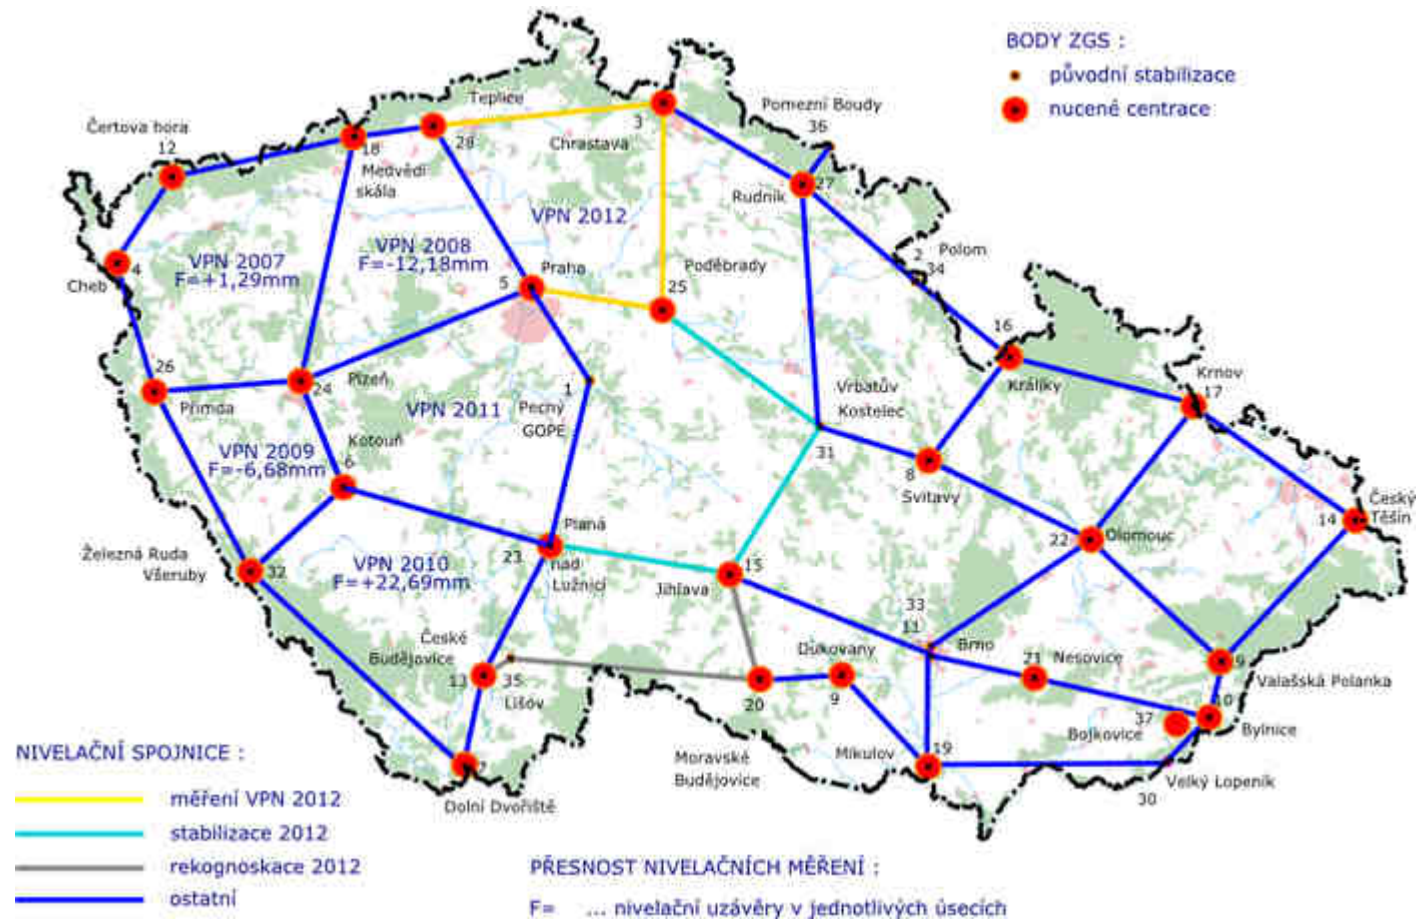 BODY ZGS :
původní stabilizace
nucené centrace
Teplice
Pomezní Boudy
36
Čertova hora
12
3
Chrastava
28
18
Medvědí
skála
27
Rudník
VPN 2012
VPN 2008
F=-12,18mm
VPN 2007
F=+1,29mm
Praha
5
Poděbrady
25
Polom
2
34
4
Cheb
16
Králíky
Krnov
17
26
Přimda
24
Plzeň
1
Pecný
GOPE
Vrbatův
Kostelec
31
VPN 2011
Kotouň
6
VPN 2009
F=-6,68mm
8
Svitavy
Český
Těšín
14
22
Olomouc
Planá
nad
Lužnicí
23
15
Jihlava
Železná Ruda
Všeruby
32
VPN 2010
F=+22,69mm
33
11
Brno
České
Budějovice
13
35
Lišov
Dukovany
9
20
21
Nesovice
Valašská Polanka
10
37
Bojkovice
Bylnice
Moravské
Budějovice
Mikulov
19
Velký Lopeník
30
7
Dolní Dvořiště
NIVELAČNÍ SPOJNICE :
měření VPN 2012
stabilizace 2012
rekognoskace 2012
ostatní
PŘESNOST NIVELAČNÍCH MĚŘENÍ :
F= ... nivelační uzávěry v jednotlivých úsecích